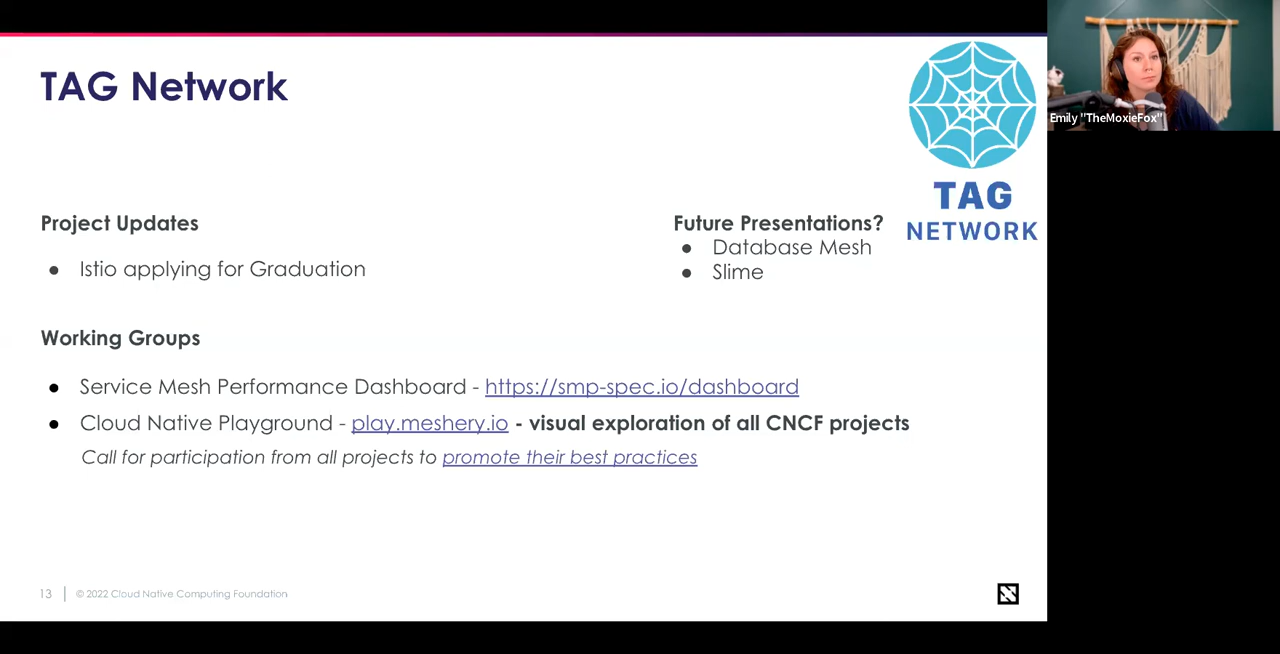 TAG Network
TAG
NETWORK
Emily "TheMoxieFox"
Project Updates
● Istio applying for Graduation
Future Presentations?
● Database Mesh
● Slime
Working Groups
● Service Mesh Performance Dashboard - https://smp-spec.io/dashboard
● Cloud Native Playground - play.meshery.io - visual exploration of all CNCF projects
Call for participation from all projects to promote their best practices
13 | © 2022 Cloud Native Computing Foundation